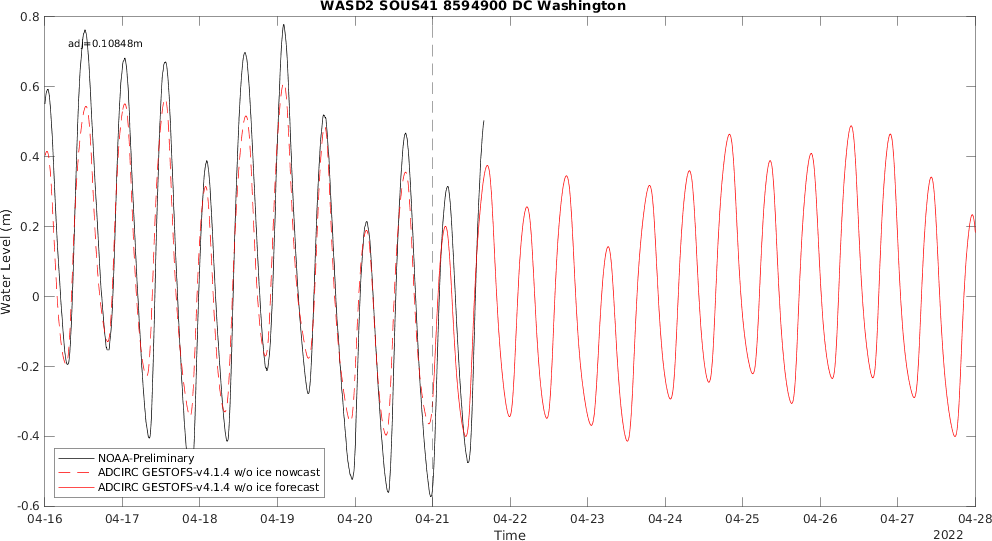 WASD2 SOUS41 8594900 DC Washington
adj=0.10848m
Water Level (m)
0.8
0.6
0.4
0.2
0
-0.2
-0.4
-0.6
NOAA-Preliminary
ADCIRC GESTOFS-v4.1.4 w/o ice nowcast
ADCIRC GESTOFS-v4.1.4 w/o ice forecast
04-16 04-17 04-18 04-19 04-20 04-21 04-22 04-23 04-24 04-25 04-26 04-27 04-28
Time
2022